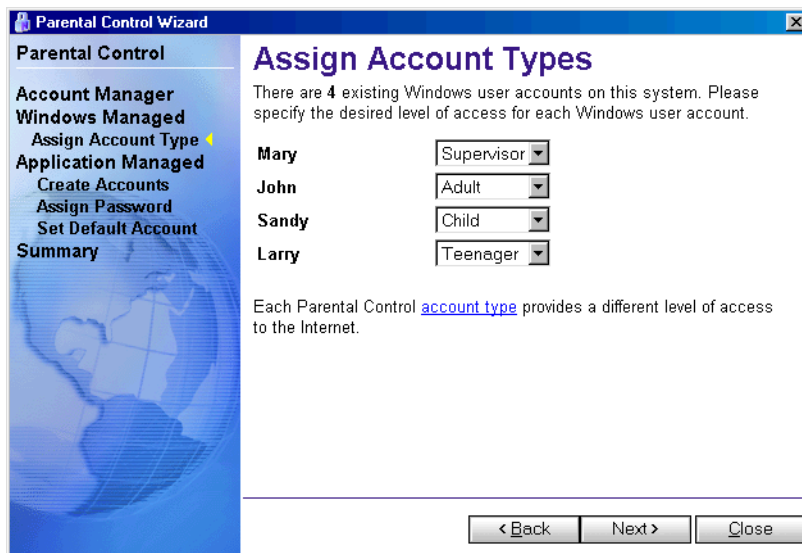 Parental Control Wizard
Parental Control
Account Manager
Windows Managed
Assign Account Type
Application Managed
Create Accounts
Assign Password
Set Default Account
Summary
Assign Account Types
There are 4 existing Windows user accounts on this system. Please
specify the desired level of access for each Windows user account.
Mary Supervisor
John Adult
Sandy Child
Larry Teenager
Each Parental Control account type provides a different level of access
to the Internet.
< Back Next > Close